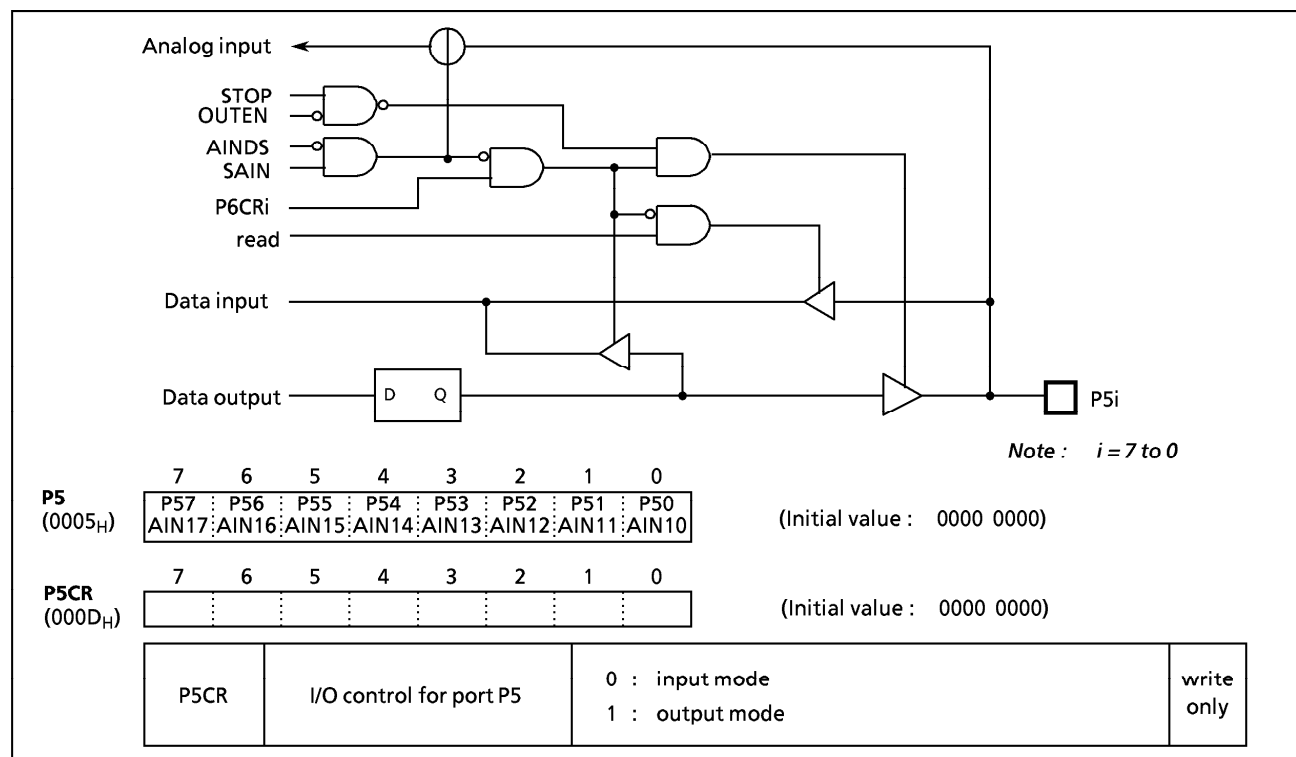 Analog input
STOP
OUTEN
AINDS
SAIN
P6CRi
read
Data input
Data output
D Q
P5i
Note : i = 7 to 0
7 6 5 4 3 2 1 0
P5
(0005H)
P57 P56 P55 P54 P53 P52 P51 P50
AIN17 AIN16 AIN15 AIN14 AIN13 AIN12 AIN11 AIN10
(Initial value : 0000 0000)
7 6 5 4 3 2 1 0
P5CR
(000DH)
(Initial value : 0000 0000)
P5CR
I/O control for port P5
0 : input mode
1 : output mode
write
only